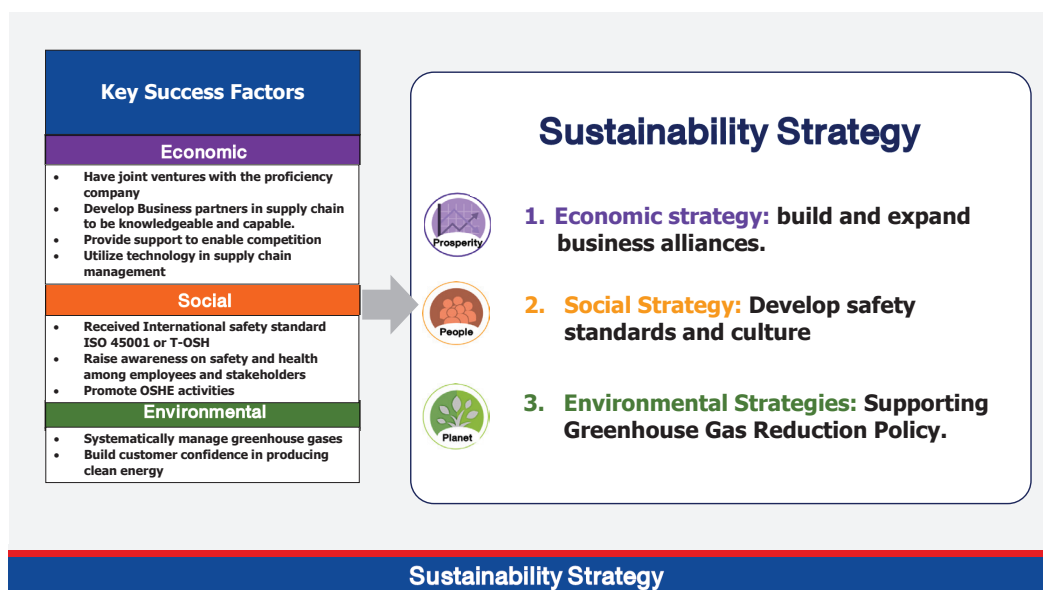 Key Success Factors
Economic
• Have joint ventures with the proficiency
company
• Develop Business partners in supply chain
to be knowledgeable and capable.
• Provide support to enable competition
• Utilize technology in supply chain
management
Social
• Received International safety standard
ISO 45001 or T-OSH
• Raise awareness on safety and health
among employees and stakeholders
• Promote OSHE activities
Environmental
• Systematically manage greenhouse gases
• Build customer confidence in producing
clean energy
Sustainability Strategy
Prosperity
1. Economic strategy: build and expand
business alliances.
People
2. Social Strategy: Develop safety
standards and culture
Planet
3. Environmental Strategies: Supporting
Greenhouse Gas Reduction Policy.
Sustainability Strategy